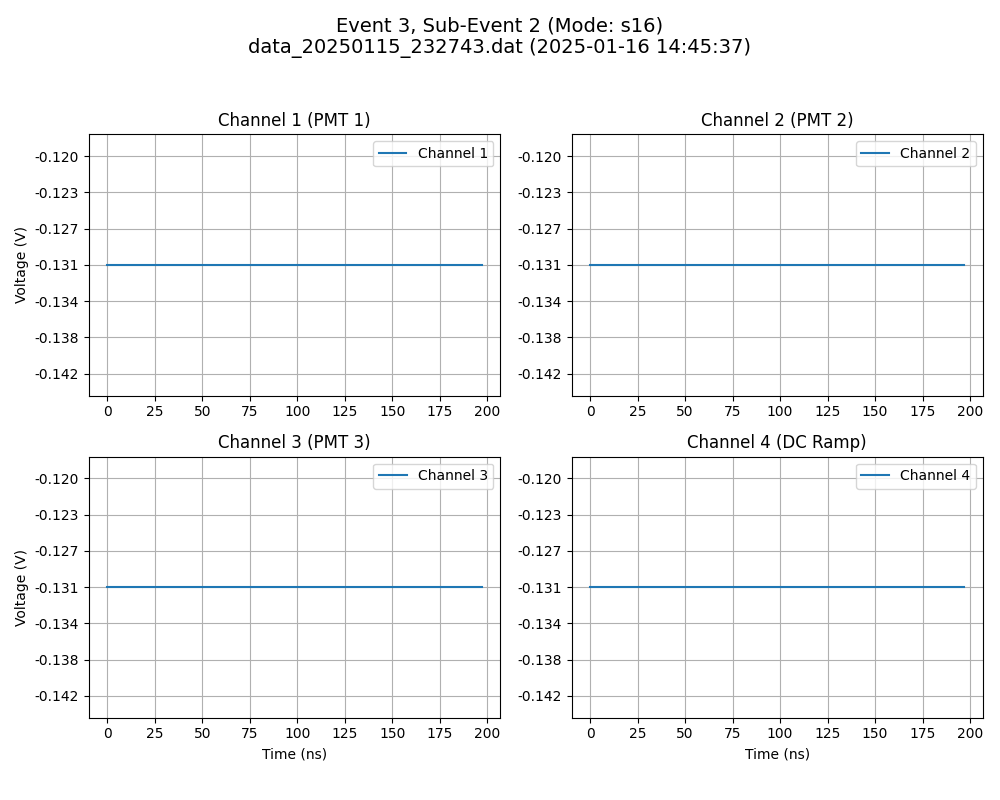 Event 3, Sub-Event 2 (Mode: s16)
data_20250115_232743.dat (2025-01-16 14:45:37)
Channel 1 (PMT 1)
Channel 1
-0.120
-0.123
-0.127
-0.131
-0.134
-0.138
-0.142
Voltage (V)
0 25 50 75 100 125 150 175 200
Channel 2 (PMT 2)
Channel 2
-0.120
-0.123
-0.127
-0.131
-0.134
-0.138
-0.142
0 25 50 75 100 125 150 175 200
Channel 3 (PMT 3)
Channel 3
-0.120
-0.123
-0.127
-0.131
-0.134
-0.138
-0.142
Voltage (V)
0 25 50 75 100 125 150 175 200
Time (ns)
Channel 4 (DC Ramp)
Channel 4
-0.120
-0.123
-0.127
-0.131
-0.134
-0.138
-0.142
0 25 50 75 100 125 150 175 200
Time (ns)